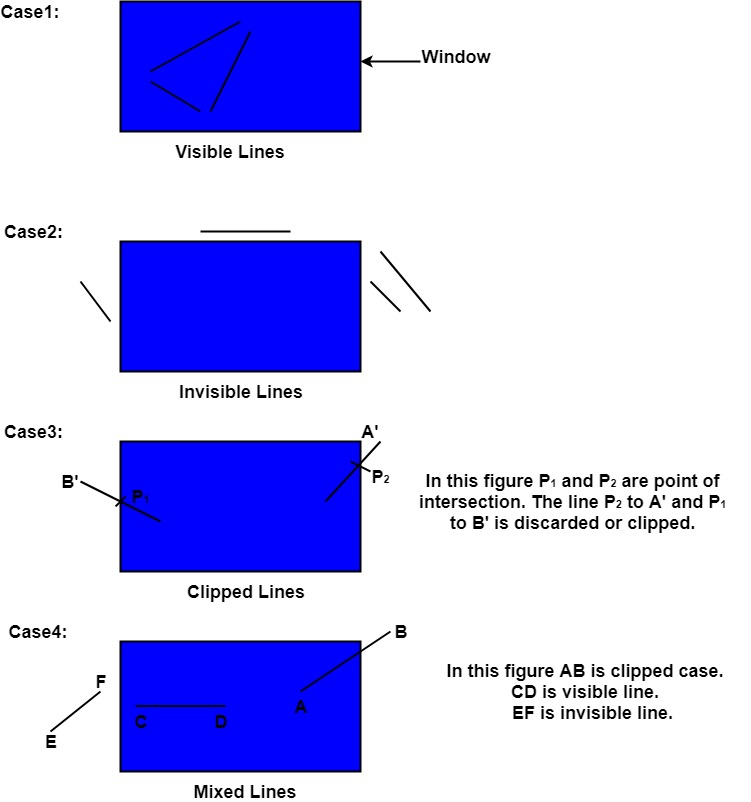 Case1:
Window
Visible Lines
Case2:
Invisible Lines
Case3:
A'
B'
P₁
P₂
In this figure P₁ and P₂ are point of
intersection. The line P₂ to A' and P₁
to B' is discarded or clipped.
Clipped Lines
Case4:
B
F
A
C
D
E
In this figure AB is clipped case.
CD is visible line.
EF is invisible line.
Mixed Lines